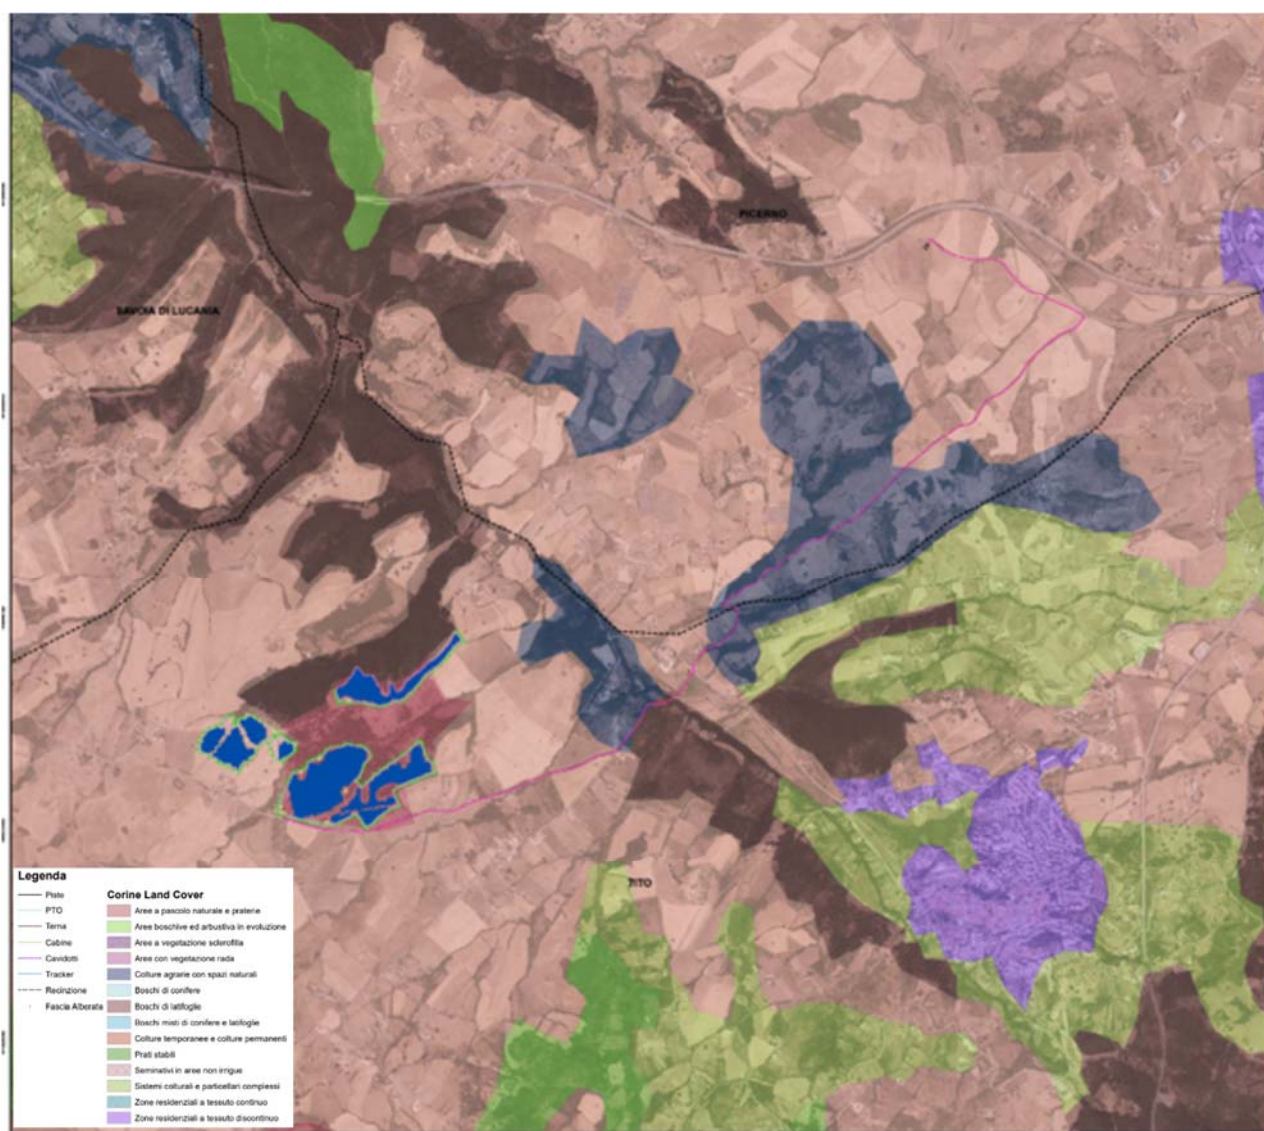 PICERNO
SAVOIA DI LUCANIA
TITO
Legenda
Piste
PTO
Terna
Cabine
Cavidotti
Tracker
Recinzione
Fascia Alberata
Corine Land Cover
Aree a pascolo naturale e praterie
Aree boschive ed arbustiva in evoluzione
Aree a vegetazione sclerofilla
Aree con vegetazione rada
Colture agrarie con spazi naturali
Boschi di conifere
Boschi di latifoglie
Boschi misti di conifere e latifoglie
Colture temporanee e colture permanenti
Prati stabili
Seminativi in aree non irrigue
Sistemi colturali e particellari complessi
Zone residenziali a tessuto continuo
Zone residenziali a tessuto discontinuo